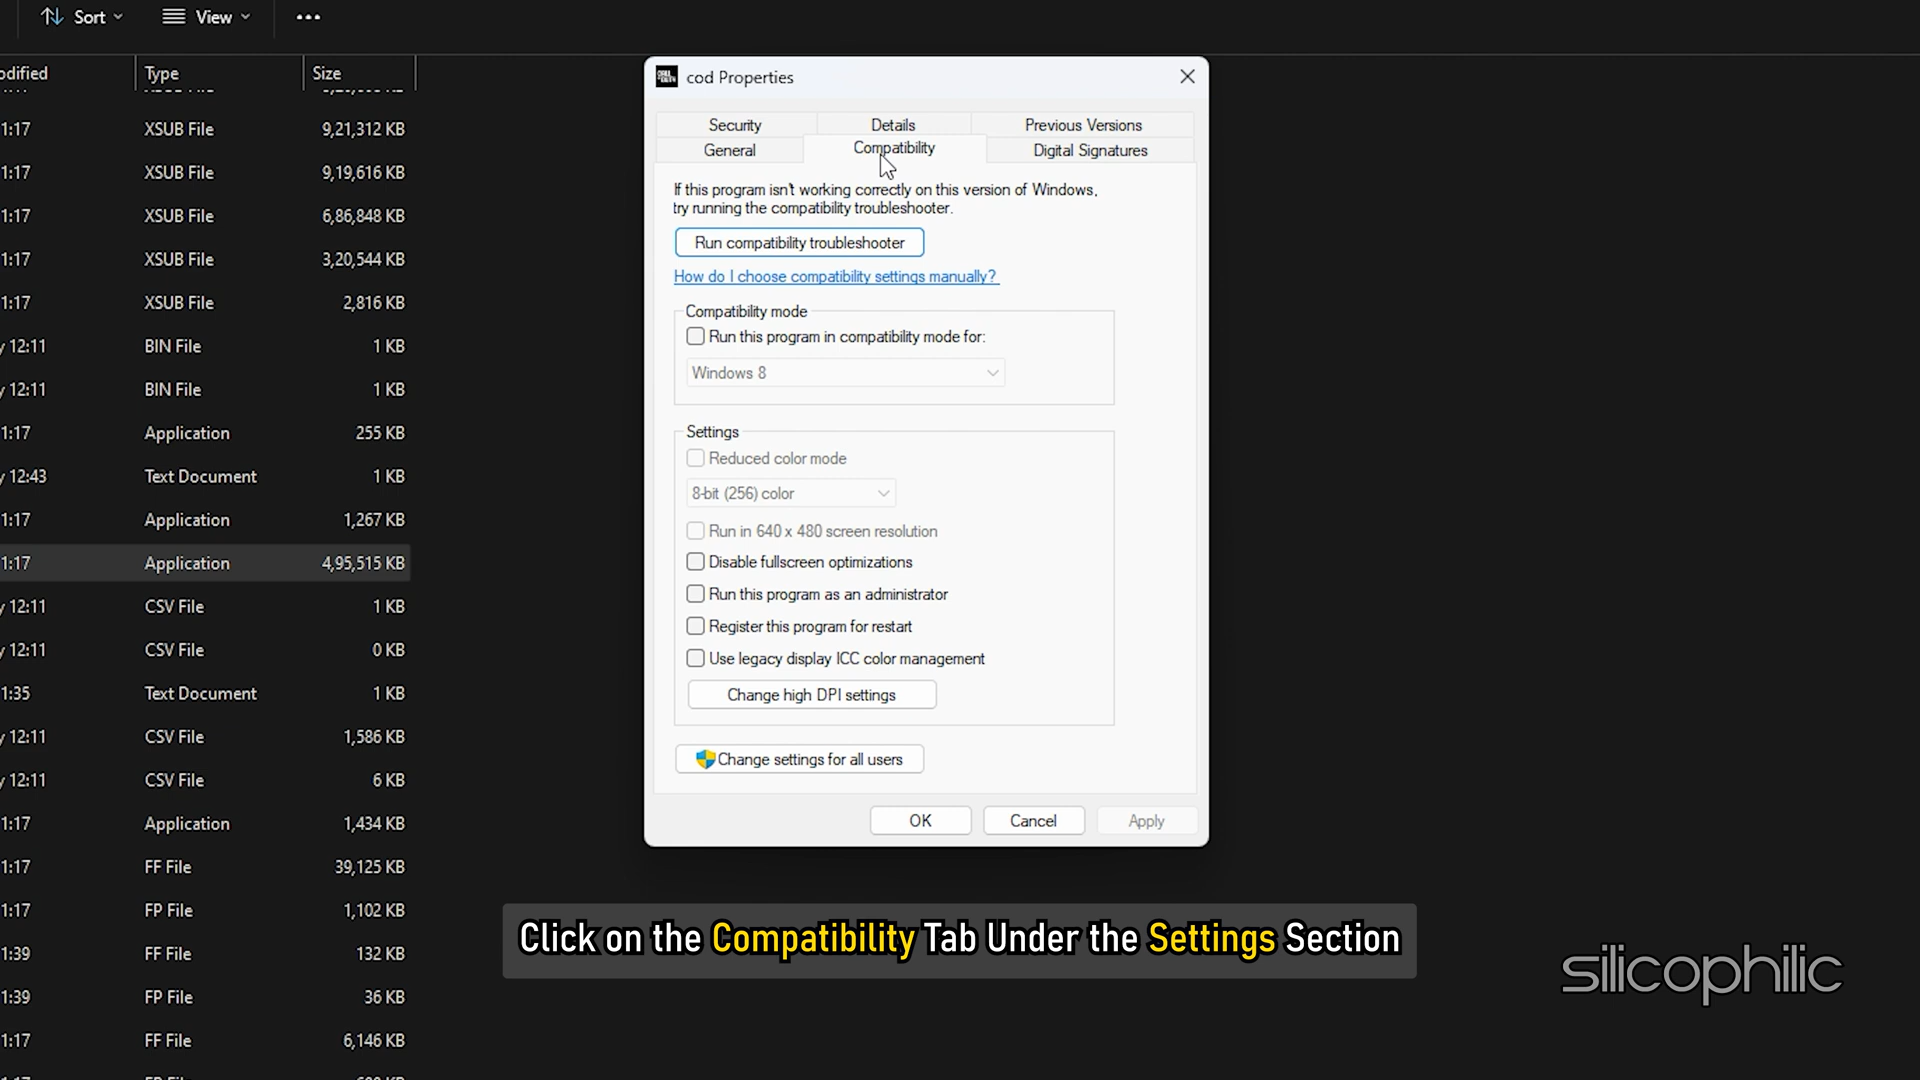 Sort
View
odified
Type
Size
1:17
XSUB File
9,21,312 KB
1:17
XSUB File
9,19,616 KB
1:17
XSUB File
6,86,848 KB
1:17
XSUB File
3,20,544 KB
1:17
XSUB File
2,816 KB
y 12:11
BIN File
1 KB
y 12:11
BIN File
1 KB
1:17
Application
255 KB
y 12:43
Text Document
1 KB
1:17
Application
1,267 KB
1:17
Application
4,95,515 KB
y 12:11
CSV File
1 KB
y 12:11
CSV File
0 KB
1:35
Text Document
1 KB
y 12:11
CSV File
1,586 KB
y 12:11
CSV File
6 KB
1:17
Application
1,434 KB
1:17
FF File
39,125 KB
1:17
FP File
1,102 KB
1:39
FF File
132 KB
1:39
FP File
36 KB
1:17
FF File
6,146 KB
cod Properties
Security
Details
Previous Versions
General
Compatibility
Digital Signatures
If this program isn't working correctly on this version of Windows,
try running the compatibility troubleshooter.
Run compatibility troubleshooter
How do I choose compatibility settings manually?
Compatibility mode
Run this program in compatibility mode for:
Windows 8
Settings
Reduced color mode
8-bit (256) color
Run in 640 x 480 screen resolution
Disable fullscreen optimizations
Run this program as an administrator
Register this program for restart
Use legacy display ICC color management
Change high DPI settings
Change settings for all users
OK
Cancel
Apply
Click on the Compatibility Tab Under the Settings Section
silicophilic